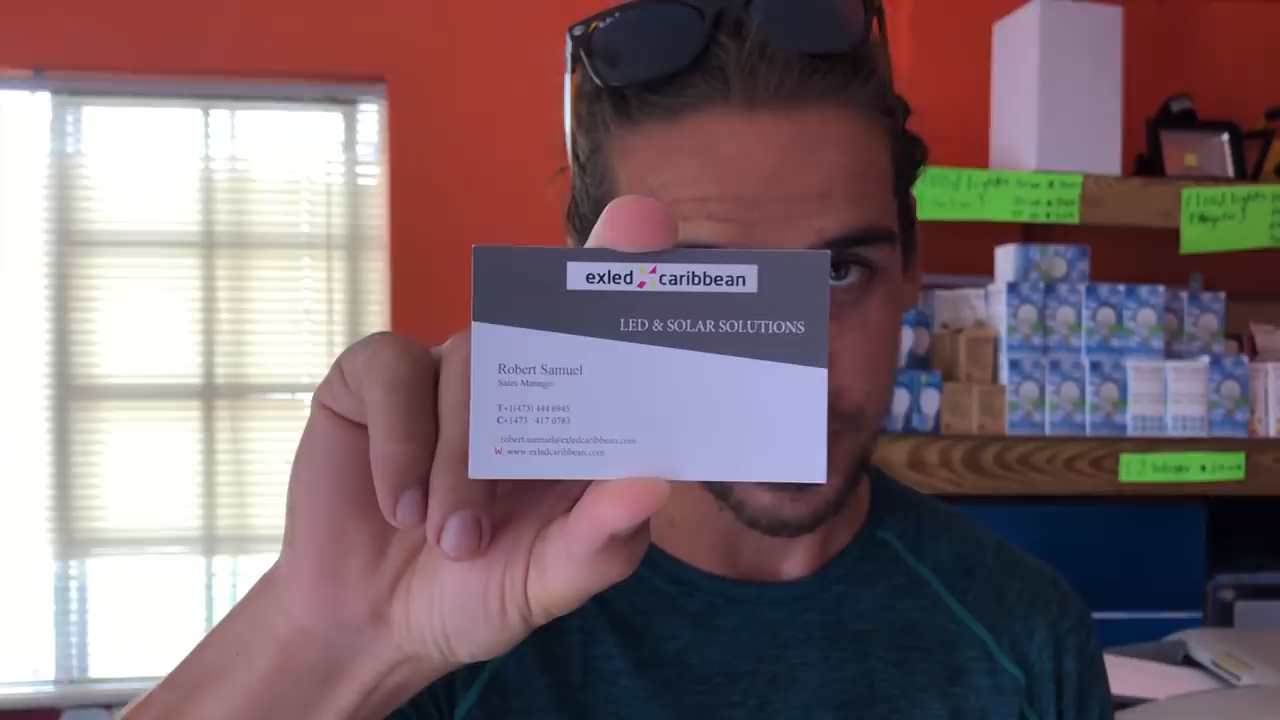 exled caribbean
LED & SOLAR SOLUTIONS
Robert Samuel
Sales Manager
T+1(473) 444 6945
C+1473 417 0783
robert.samuel@exledcaribbean.com
W. www.exledcaribbean.com